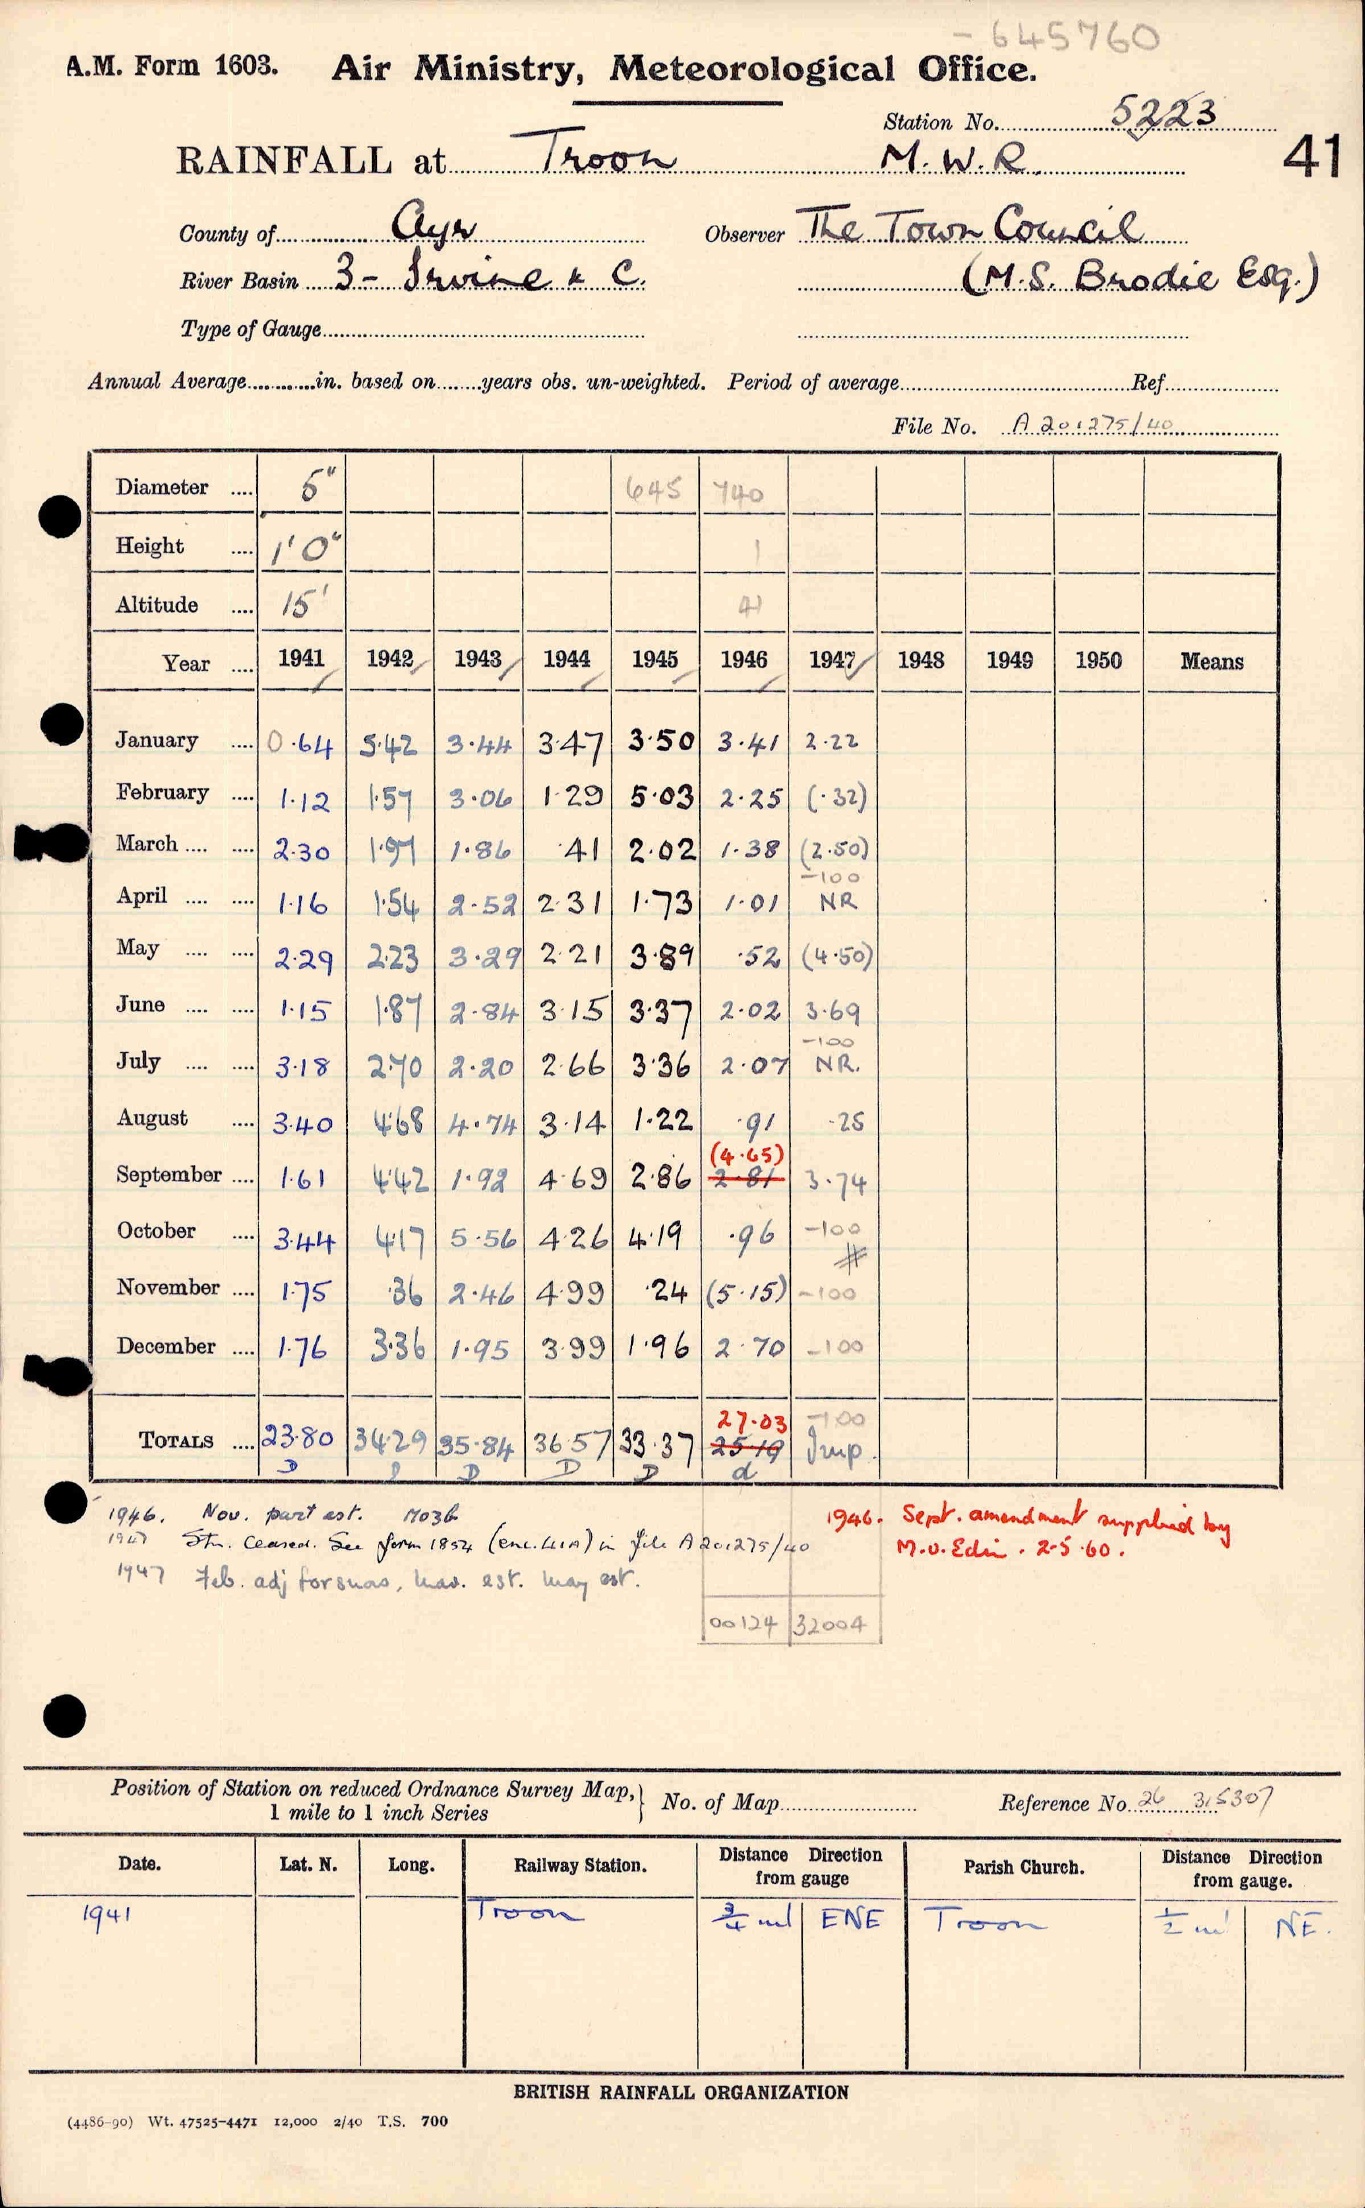 - 645760
A.M. Form 1603. Air Ministry, Meteorological Office.
Station No. 5223
RAINFALL at Troon M.W.R. 41
County of Ayr Observer The Town Council
River Basin 3 - Irvine & C. (M.S. Brodie Esq.)
Type of Gauge
Annual Average in. based on years obs. un-weighted. Period of average Ref
File No. A 201275/40
Diameter 5" 645 740
Height 1' 0" 1
Altitude 15' 41
Year 1941 1942 1943 1944 1945 1946 1947 1948 1949 1950 Means
January 0.64 5.42 3.44 3.47 3.50 3.41 2.22
February 1.12 1.57 3.06 1.29 5.03 2.25 (.32)
March 2.30 1.97 1.86 .41 2.02 1.38 (2.50)
-100
April 1.16 1.54 2.52 2.31 1.73 1.01 NR
May 2.29 2.23 3.29 2.21 3.89 .52 (4.50)
June 1.15 1.87 2.84 3.15 3.37 2.02 3.69
-100
July 3.18 2.70 2.20 2.66 3.36 2.07 NR.
August 3.40 4.68 4.74 3.14 1.22 .91 .25
(4.65)
September 1.61 4.42 1.92 4.69 2.86 2.81 3.74
October 3.44 4.17 5.56 4.26 4.19 .96 -100
#
November 1.75 .36 2.46 4.99 .24 (5.15) -100
December 1.76 3.36 1.95 3.99 1.96 2.70 -100
27.03 -100
TOTALS 23.80 34.29 35.84 36.57 33.37 25.19 Imp.
D D D D D d
1946. Nov. part est. M036
1947 Stn. ceased. See form 1854 (enc. 41A) in file A201275/40
1947 Feb. adj for snow, Mar. est. May est.
1946. Sept. amendment supplied by
M.O. Edin. 2.5.60.
00124 32004
Position of Station on reduced Ordnance Survey Map, 1 mile to 1 inch Series } No. of Map Reference No. 26 315307
Date. Lat. N. Long. Railway Station. Distance Direction from gauge Parish Church. Distance Direction from gauge.
1941 Troon 3/4 ml ENE Troon 1/2 ml NE.
BRITISH RAINFALL ORGANIZATION
(4486-90) Wt. 47525-4471 12,000 2/40 T.S. 700